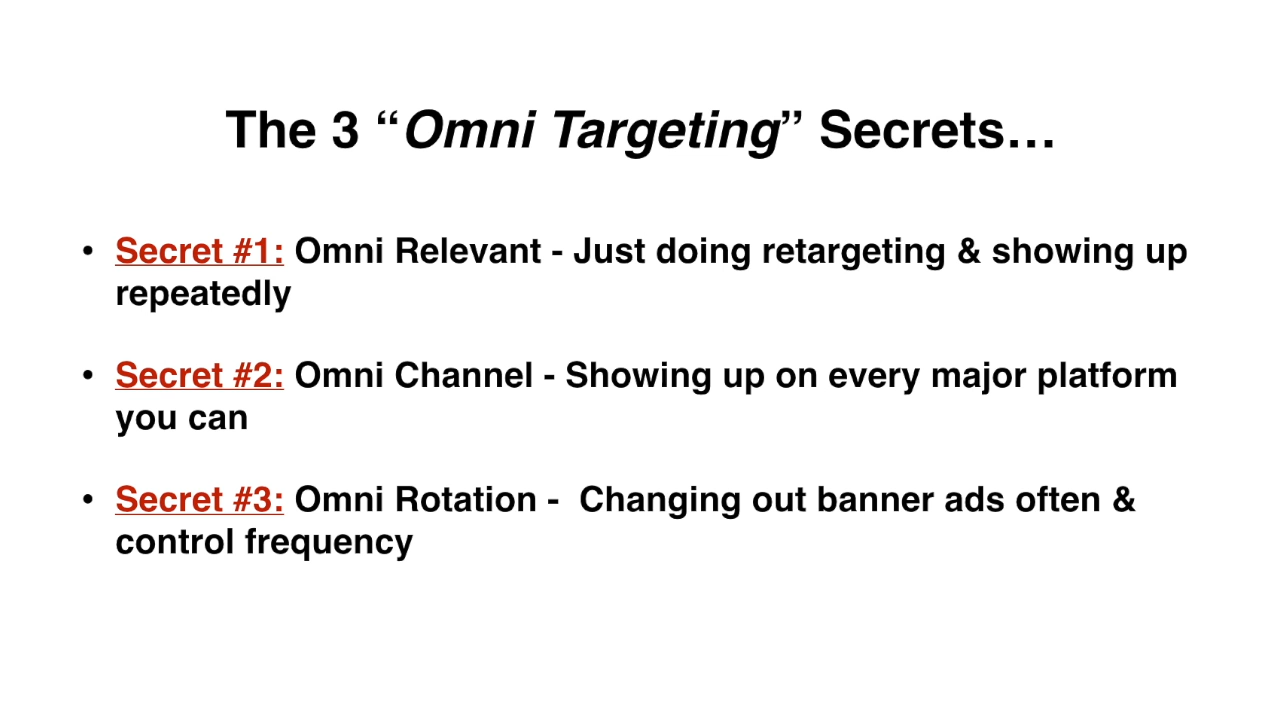 The 3 “Omni Targeting” Secrets…
• Secret #1: Omni Relevant - Just doing retargeting & showing up
repeatedly
• Secret #2: Omni Channel - Showing up on every major platform
you can
• Secret #3: Omni Rotation -  Changing out banner ads often &
control frequency